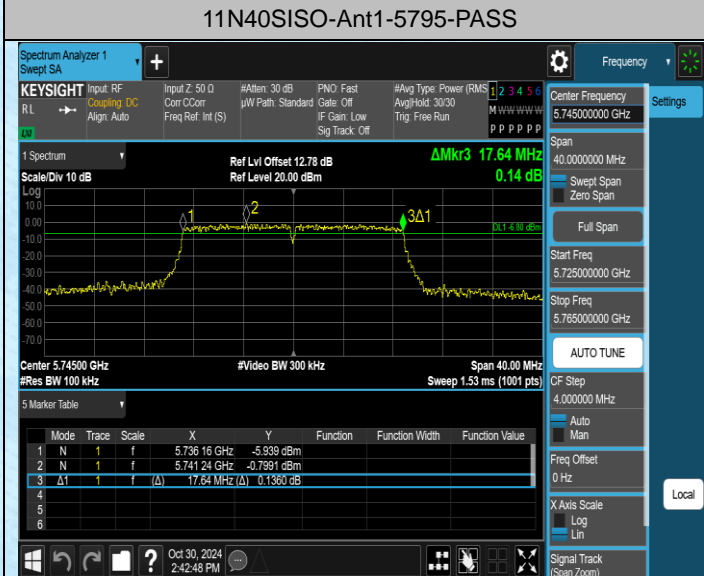 11N40SISO-Ant1-5795-PASS
Spectrum Analyzer 1
Swept SA
+
Frequency
KEYSIGHT
RL
LXI
Input: RF
Coupling: DC
Align: Auto
Input Z: 50 Ω
Corr CCorr
Freq Ref: Int (S)
#Atten: 30 dB
µW Path: Standard
PNO: Fast
Gate: Off
IF Gain: Low
Sig Track: Off
#Avg Type: Power (RMS
Avg|Hold: 30/30
Trig: Free Run
1 2 3 4 5 6
M W W W W W
P P P P P P
Center Frequency
5.745000000 GHz
Settings
1 Spectrum
Scale/Div 10 dB
Ref Lvl Offset 12.78 dB
Ref Level 20.00 dBm
ΔMkr3 17.64 MHz
0.14 dB
Span
40.0000000 MHz
Swept Span
Zero Span
Full Span
Start Freq
5.725000000 GHz
Stop Freq
5.765000000 GHz
AUTO TUNE
CF Step
4.000000 MHz
Auto
Man
Freq Offset
0 Hz
X Axis Scale
Log
Lin
Signal Track
(Span Zoom)
Local
Log
10.0
0.00
-10.0
-20.0
-30.0
-40.0
-50.0
-60.0
-70.0
1
2
3Δ1
DL1 -6.80 dBm
Center 5.74500 GHz
#Video BW 300 kHz
Span 40.00 MHz
#Res BW 100 kHz
Sweep 1.53 ms (1001 pts)
5 Marker Table
Mode Trace Scale X Y Function Function Width Function Value
1 N 1 f 5.736 16 GHz -5.939 dBm
2 N 1 f 5.741 24 GHz -0.7991 dBm
3 Δ1 1 f (Δ) 17.64 MHz (Δ) 0.1360 dB
4
5
6
?
Oct 30, 2024
2:42:48 PM